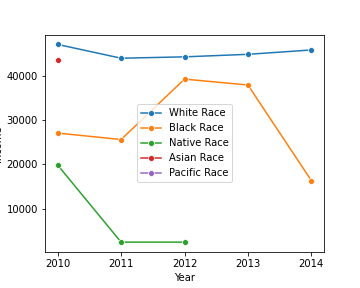 40000
30000
20000
10000
White Race
Black Race
Native Race
Asian Race
Pacific Race
2010 2011 2012 2013 2014
Year